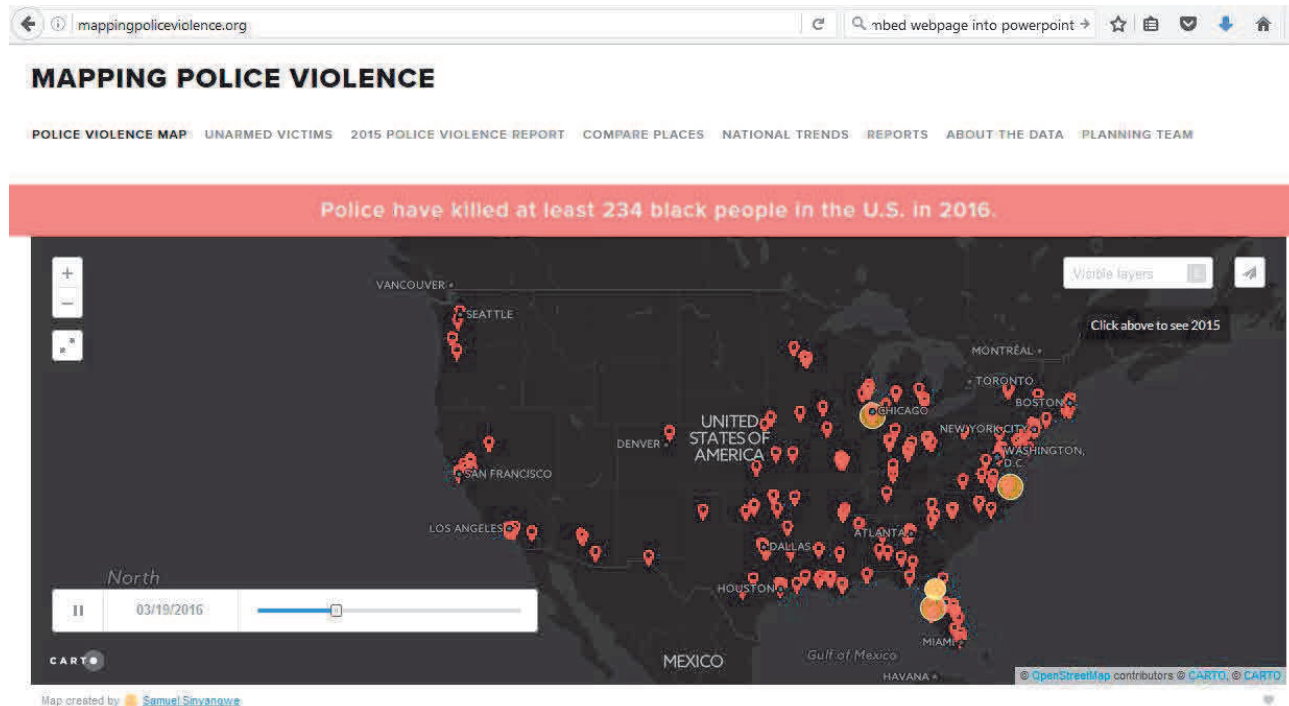 mappingpoliceviolence.org
mbed webpage into powerpoint
MAPPING POLICE VIOLENCE
POLICE VIOLENCE MAP UNARMED VICTIMS 2015 POLICE VIOLENCE REPORT COMPARE PLACES NATIONAL TRENDS REPORTS ABOUT THE DATA PLANNING TEAM
Police have killed at least 234 black people in the U.S. in 2016.
+
Visible layers
−
VANCOUVER
SEATTLE
Click above to see 2015
MONTRÉAL
TORONTO
BOSTON
CHICAGO
UNITED
STATES OF
AMERICA
NEW YORK CITY
DENVER
WASHINGTON,
D.C.
SAN FRANCISCO
LOS ANGELES
ATLANTA
DALLAS
North
HOUSTON
03/19/2016
MIAMI
CARTO
MEXICO
Gulf of Mexico
HAVANA
© OpenStreetMap contributors © CARTO, © CARTO
Map created by Samuel Sinyangwe